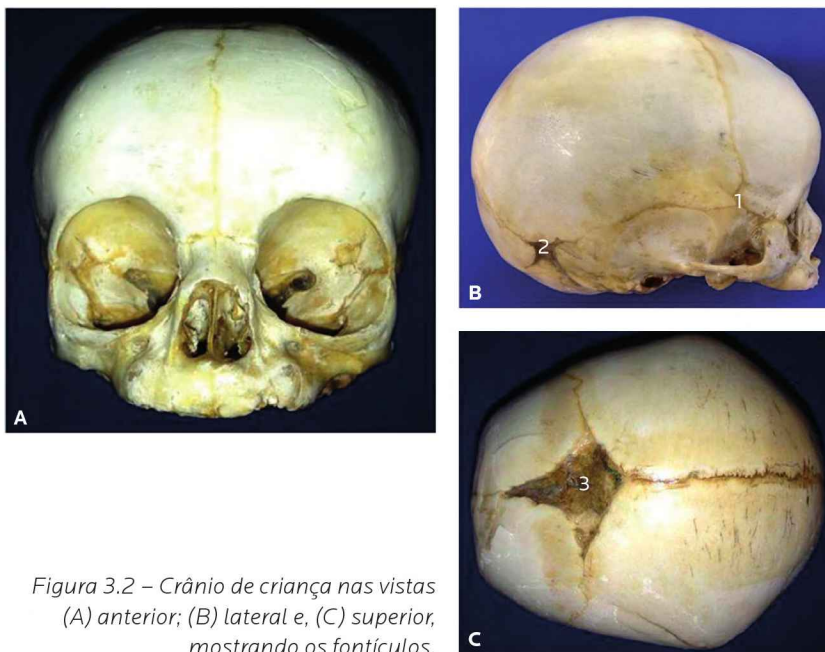 A
1
2
B
3
C
Figura 3.2 – Crânio de criança nas vistas
(A) anterior; (B) lateral e, (C) superior,
mostrando os fontículos.